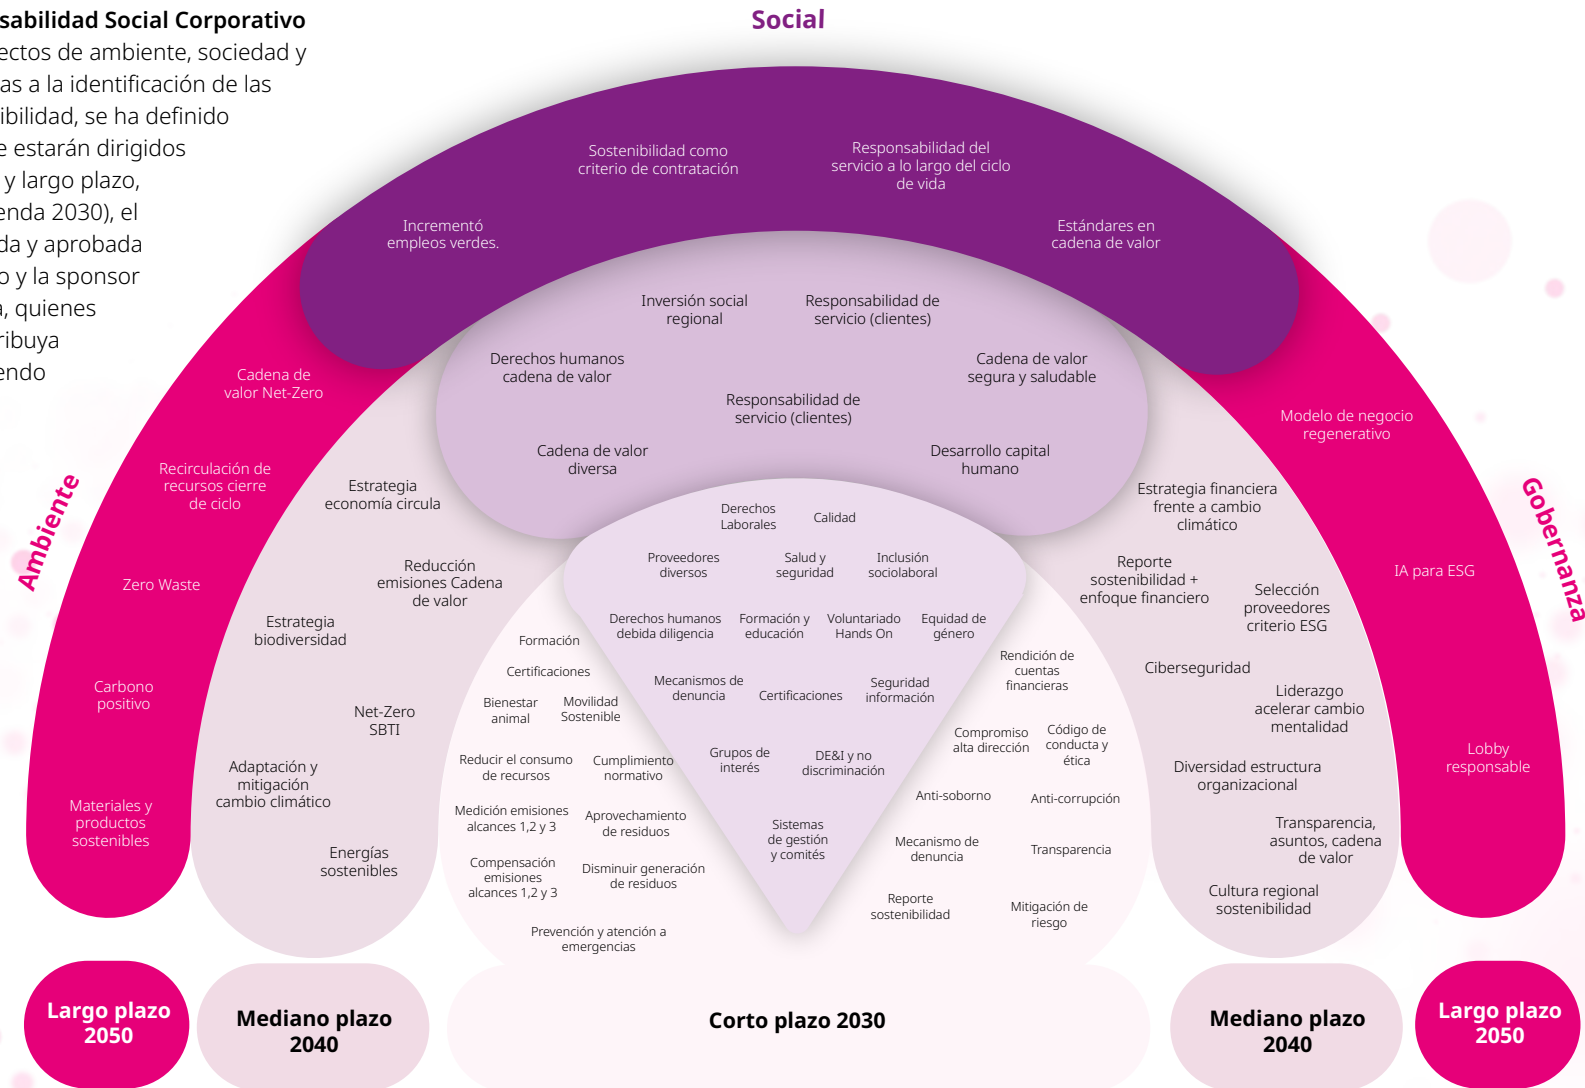 sabilidad Social Corporativo
ectos de ambiente, sociedad y
as a la identificación de las
ibilidad, se ha definido
e estarán dirigidos
y largo plazo,
enda 2030), el
da y aprobada
o y la sponsor
a, quienes
ribuya
endo
Social
Sostenibilidad como
criterio de contratación
Responsabilidad del
servicio a lo largo del ciclo
de vida
Incrementó
empleos verdes.
Estándares en
cadena de valor
Inversión social
regional
Responsabilidad de
servicio (clientes)
Derechos humanos
cadena de valor
Cadena de valor
segura y saludable
Responsabilidad de
servicio (clientes)
Cadena de valor
diversa
Desarrollo capital
humano
Derechos
Laborales
Calidad
Proveedores
diversos
Salud y
seguridad
Inclusión
sociolaboral
Derechos humanos
debida diligencia
Formación y
educación
Voluntariado
Hands On
Equidad de
género
Mecanismos de
denuncia
Certificaciones
Seguridad
información
Grupos de
interés
DE&I y no
discriminación
Sistemas
de gestión
y comités
Ambiente
Cadena de
valor Net-Zero
Recirculación de
recursos cierre
de ciclo
Zero Waste
Carbono
positivo
Materiales y
productos
sostenibles
Estrategia
economía circula
Reducción
emisiones Cadena
de valor
Estrategia
biodiversidad
Net-Zero
SBTI
Adaptación y
mitigación
cambio climático
Energías
sostenibles
Formación
Certificaciones
Bienestar
animal
Movilidad
Sostenible
Reducir el consumo
de recursos
Cumplimiento
normativo
Medición emisiones
alcances 1,2 y 3
Aprovechamiento
de residuos
Compensación
emisiones
alcances 1,2 y 3
Disminuir generación
de residuos
Prevención y atención a
emergencias
Gobernanza
Modelo de negocio
regenerativo
IA para ESG
Lobby
responsable
Estrategia financiera
frente a cambio
climático
Reporte
sostenibilidad +
enfoque financiero
Selección
proveedores
criterio ESG
Ciberseguridad
Liderazgo
acelerar cambio
mentalidad
Diversidad estructura
organizacional
Transparencia,
asuntos, cadena
de valor
Cultura regional
sostenibilidad
Rendición de
cuentas
financieras
Compromiso
alta dirección
Código de
conducta y
ética
Anti-soborno
Anti-corrupción
Mecanismo de
denuncia
Transparencia
Reporte
sostenibilidad
Mitigación de
riesgo
Largo plazo
2050
Mediano plazo
2040
Corto plazo 2030
Mediano plazo
2040
Largo plazo
2050